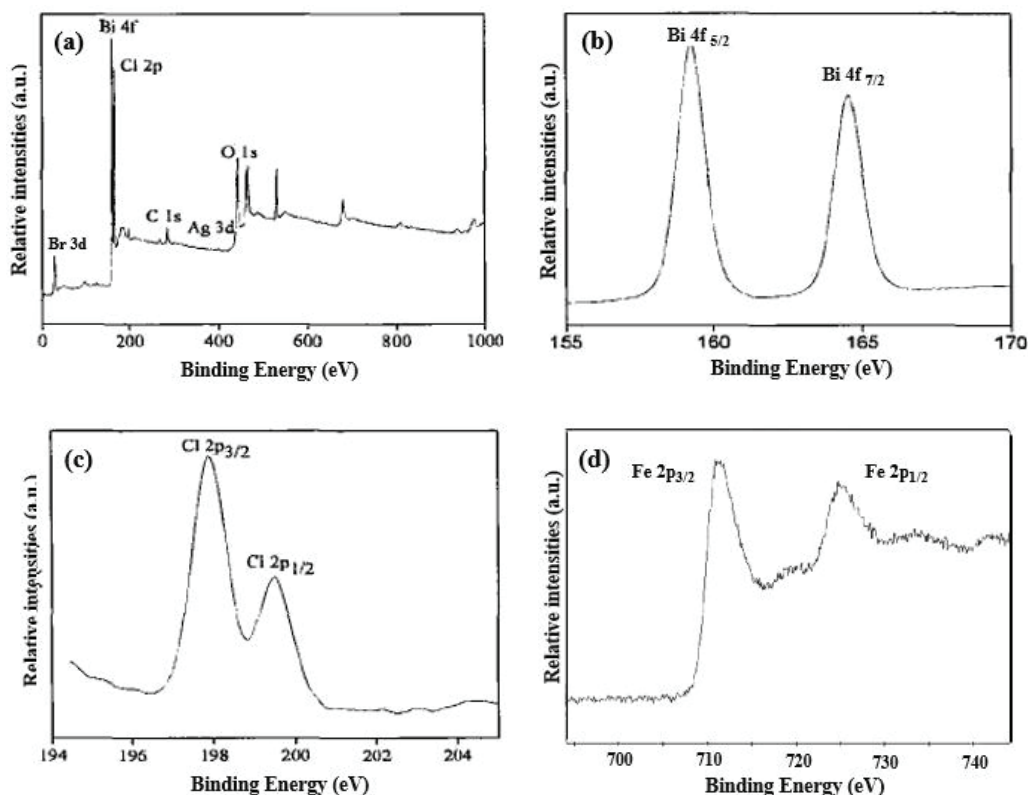 (a)
Bi 4f
Cl 2p
O 1s
C 1s
Ag 3d
Br 3d
Relative intensities (a.u.)
0 200 400 600 800 1000
Binding Energy (eV)
(b)
Bi 4f 5/2
Bi 4f 7/2
Relative intensities (a.u.)
155 160 165 170
Binding Energy (eV)
(c)
Cl 2p3/2
Cl 2p1/2
Relative intensities (a.u.)
194 196 198 200 202 204
Binding Energy (eV)
(d)
Fe 2p3/2
Fe 2p1/2
Relative intensities (a.u.)
700 710 725 720 730 740
Binding Energy (eV)